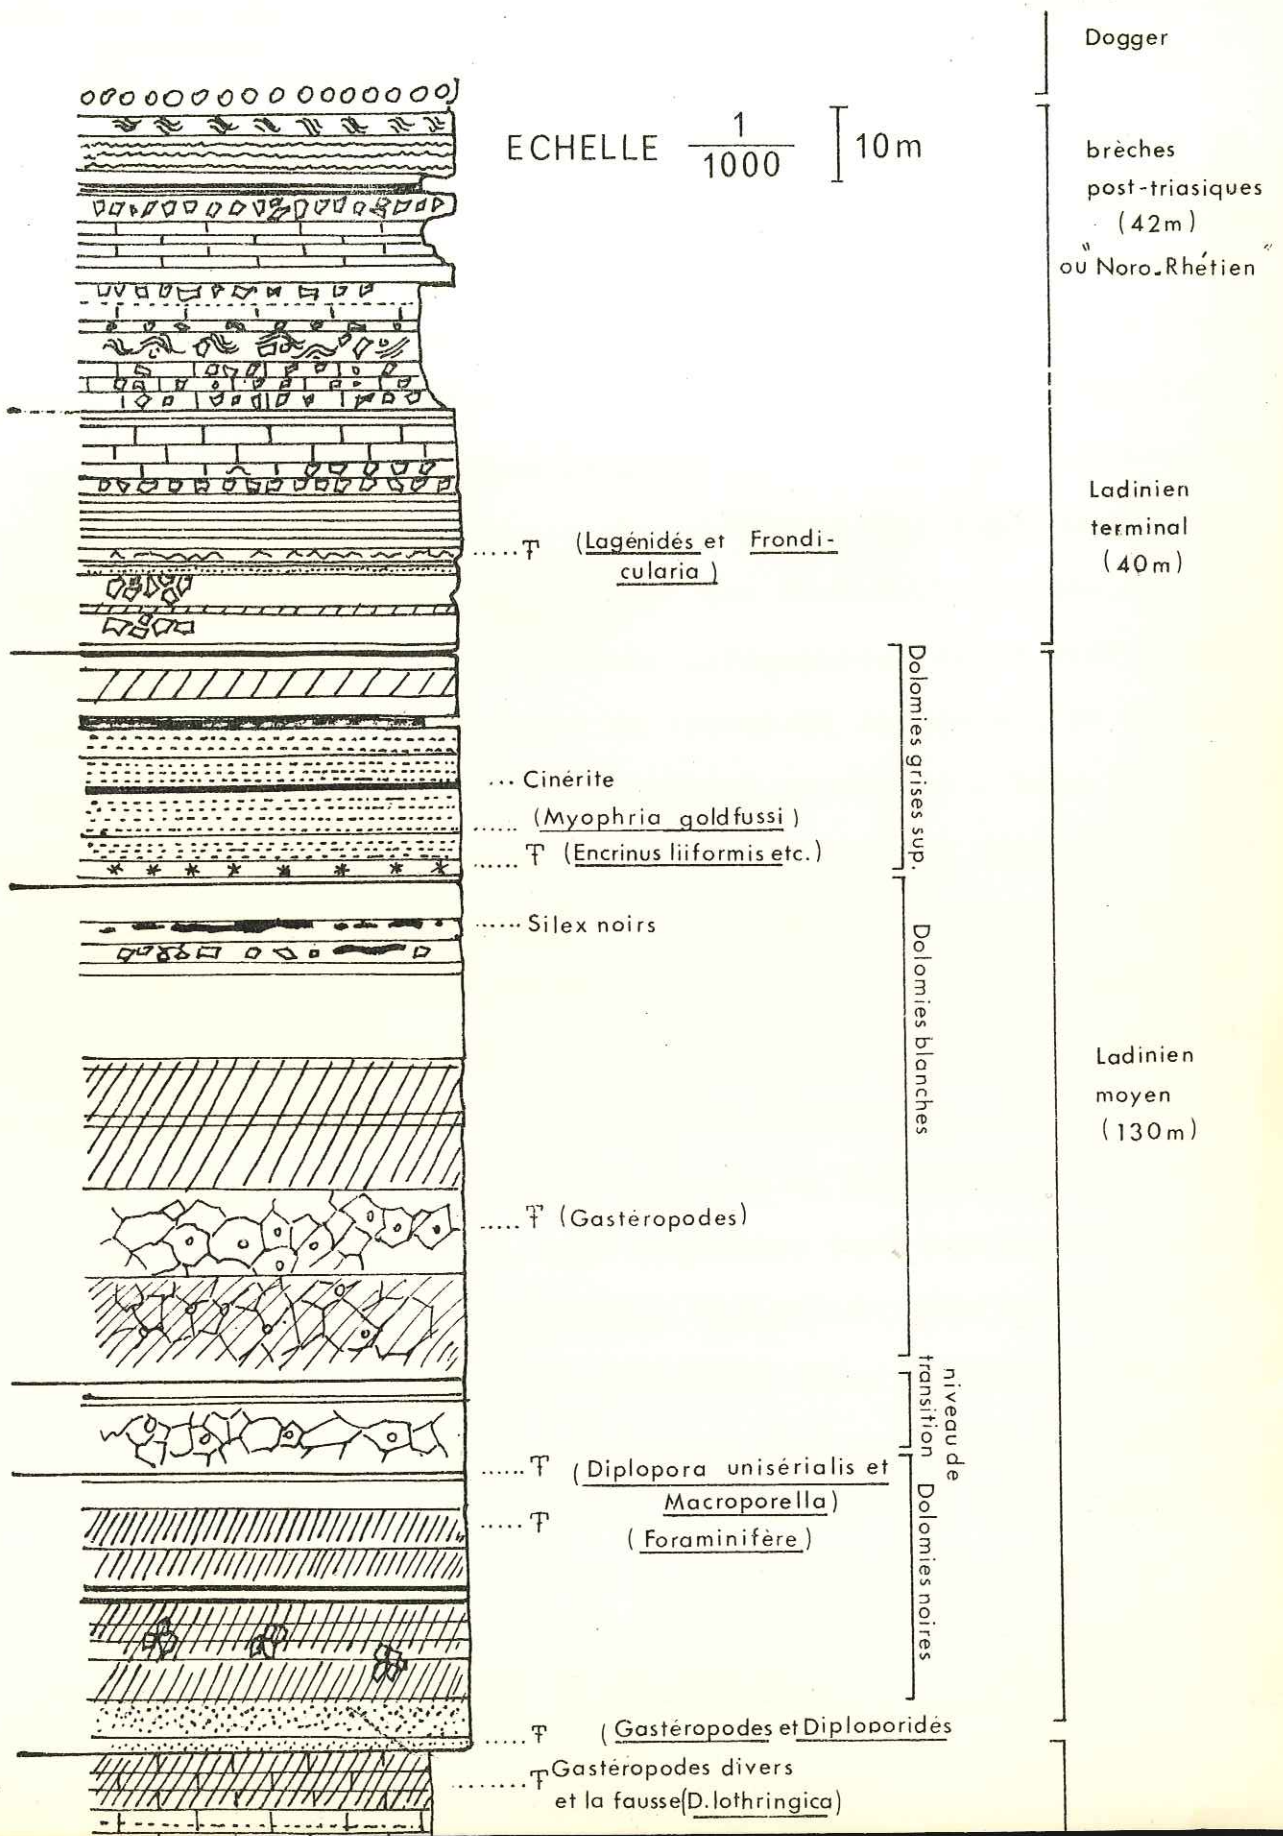 Dogger
ECHELLE 1/1000 10m
brèches
post-triasiques
(42m)
ou "Noro-Rhétien"
Ladinien
terminal
(40m)
.....F (Lagénidés et Frondi-
cularia)
Dolomies grises sup.
... Cinérite
..... (Myophria goldfussi)
..... F (Encrinus liiformis etc.)
...... Silex noirs
Dolomies blanches
Ladinien
moyen
(130m)
..... F (Gastéropodes)
niveau de
transition
...... F (Diplopora unisérialis et
Macroporella)
..... F (Foraminifère)
Dolomies noires
..... F (Gastéropodes et Diploporidés
........ F Gastéropodes divers
et la fausse(D.lothringica)